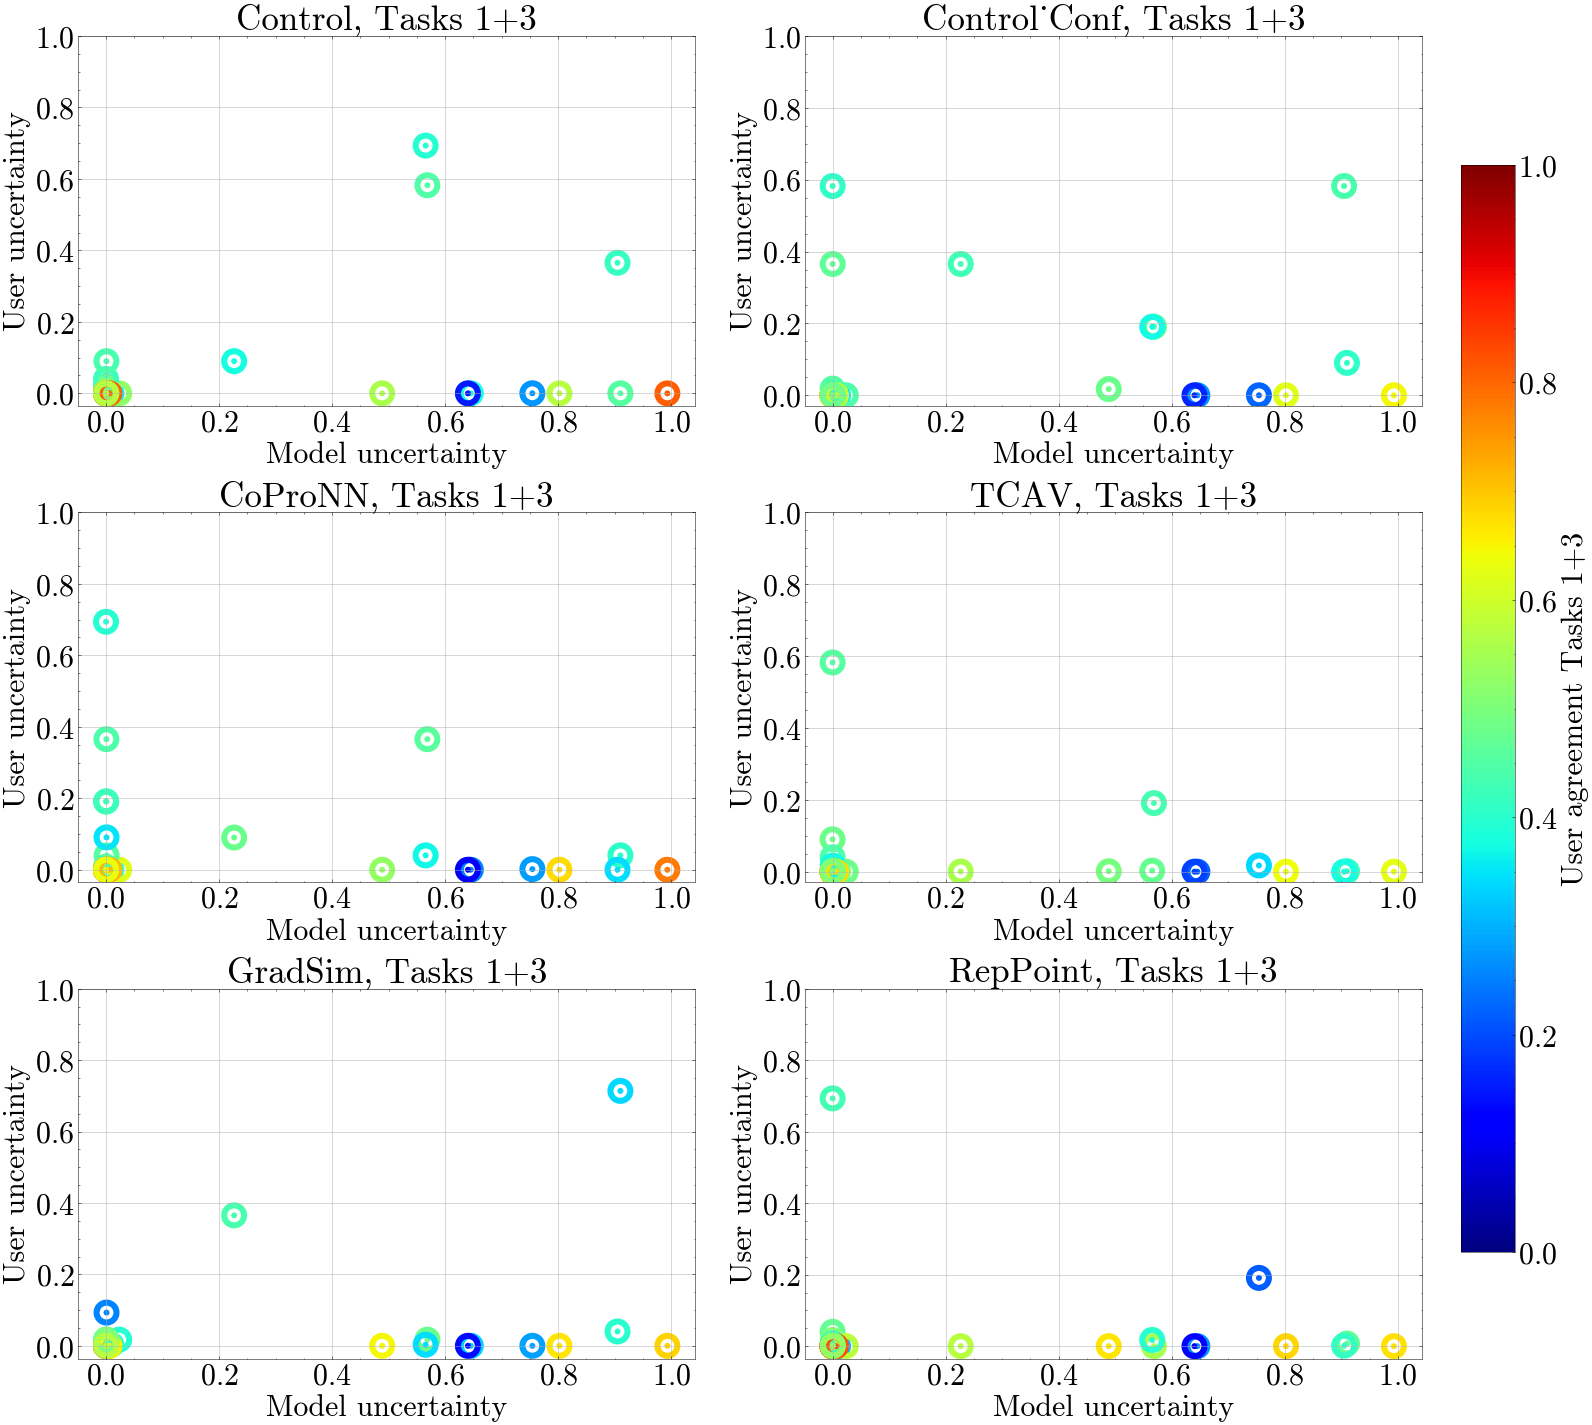 Control, Tasks 1+3
1.0
0.8
0.6
0.4
0.2
0.0
User uncertainty
0.0 0.2 0.4 0.6 0.8 1.0
Model uncertainty
Control˙Conf, Tasks 1+3
1.0
0.8
0.6
0.4
0.2
0.0
User uncertainty
0.0 0.2 0.4 0.6 0.8 1.0
Model uncertainty
CoProNN, Tasks 1+3
1.0
0.8
0.6
0.4
0.2
0.0
User uncertainty
0.0 0.2 0.4 0.6 0.8 1.0
Model uncertainty
TCAV, Tasks 1+3
1.0
0.8
0.6
0.4
0.2
0.0
User uncertainty
0.0 0.2 0.4 0.6 0.8 1.0
Model uncertainty
GradSim, Tasks 1+3
1.0
0.8
0.6
0.4
0.2
0.0
User uncertainty
0.0 0.2 0.4 0.6 0.8 1.0
Model uncertainty
RepPoint, Tasks 1+3
1.0
0.8
0.6
0.4
0.2
0.0
User uncertainty
0.0 0.2 0.4 0.6 0.8 1.0
Model uncertainty
1.0
0.8
0.6
0.4
0.2
0.0
User agreement Tasks 1+3